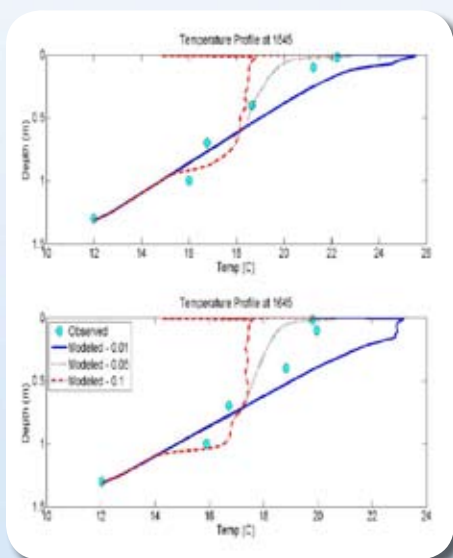 Temperature Profile at 1545
0
0.5
1
1.5
Depth (m)
10 12 14 16 18 20 22 24 26
Temp [C]
Temperature Profile at 1645
Observed
Modeled - 0.01
Modeled - 0.05
Modeled - 0.1
0
0.5
1
1.5
Depth (m)
10 12 14 16 18 20 22 24
Temp [C]